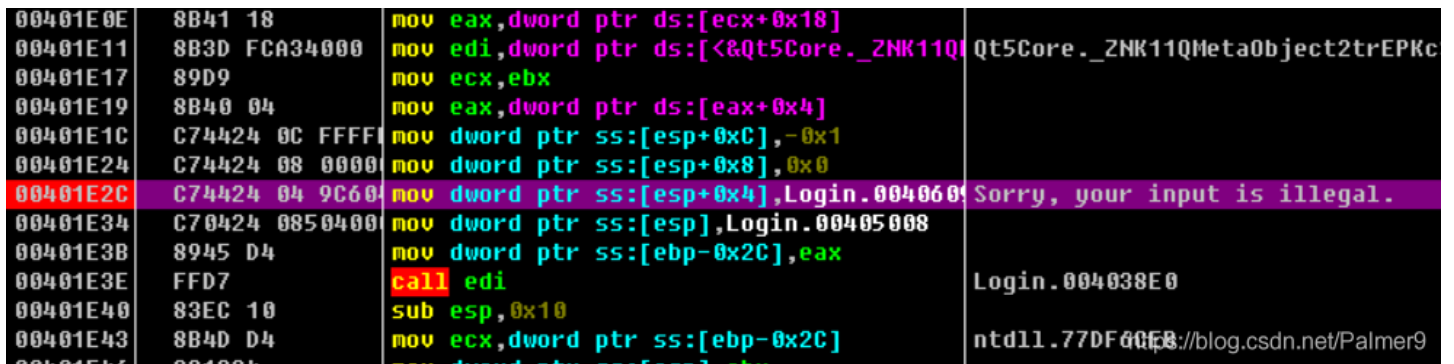 00401E0E 8B41 18 mov eax,dword ptr ds:[ecx+0x18]
00401E11 8B3D FCA34000 mov edi,dword ptr ds:[<&Qt5Core._ZNK11Q Qt5Core._ZNK11QMetaObject2trEPKc
00401E17 89D9 mov ecx,ebx
00401E19 8B40 04 mov eax,dword ptr ds:[eax+0x4]
00401E1C C74424 0C FFFF mov dword ptr ss:[esp+0xC],-0x1
00401E24 C74424 08 0000 mov dword ptr ss:[esp+0x8],0x0
00401E2C C74424 04 9C60 mov dword ptr ss:[esp+0x4],Login.0040609 Sorry, your input is illegal.
00401E34 C70424 0850400 mov dword ptr ss:[esp],Login.00405008
00401E3B 8945 D4 mov dword ptr ss:[ebp-0x2C],eax
00401E3E FFD7 call edi Login.004038E0
00401E40 83EC 10 sub esp,0x10
00401E43 8B4D D4 mov ecx,dword ptr ss:[ebp-0x2C] ntdll.77DF
https://blog.csdn.net/Palmer9